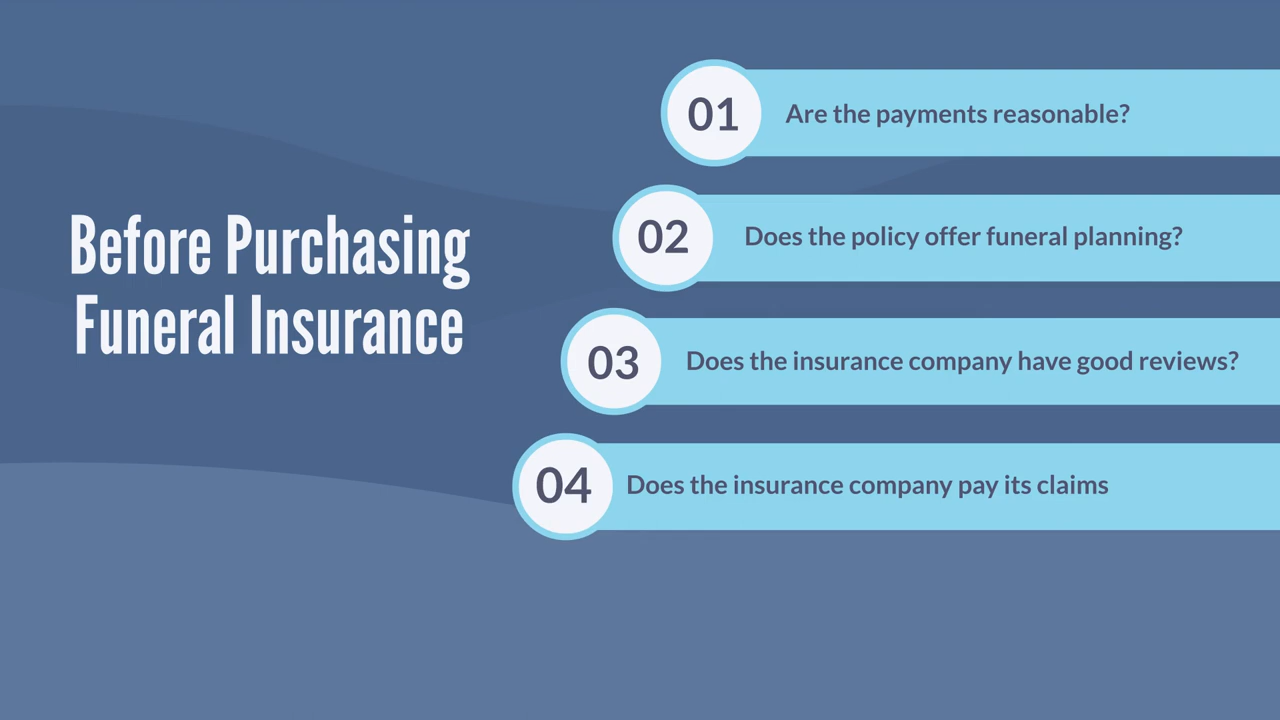 Before Purchasing
Funeral Insurance
01
Are the payments reasonable?
02
Does the policy offer funeral planning?
03
Does the insurance company have good reviews?
04
Does the insurance company pay its claims